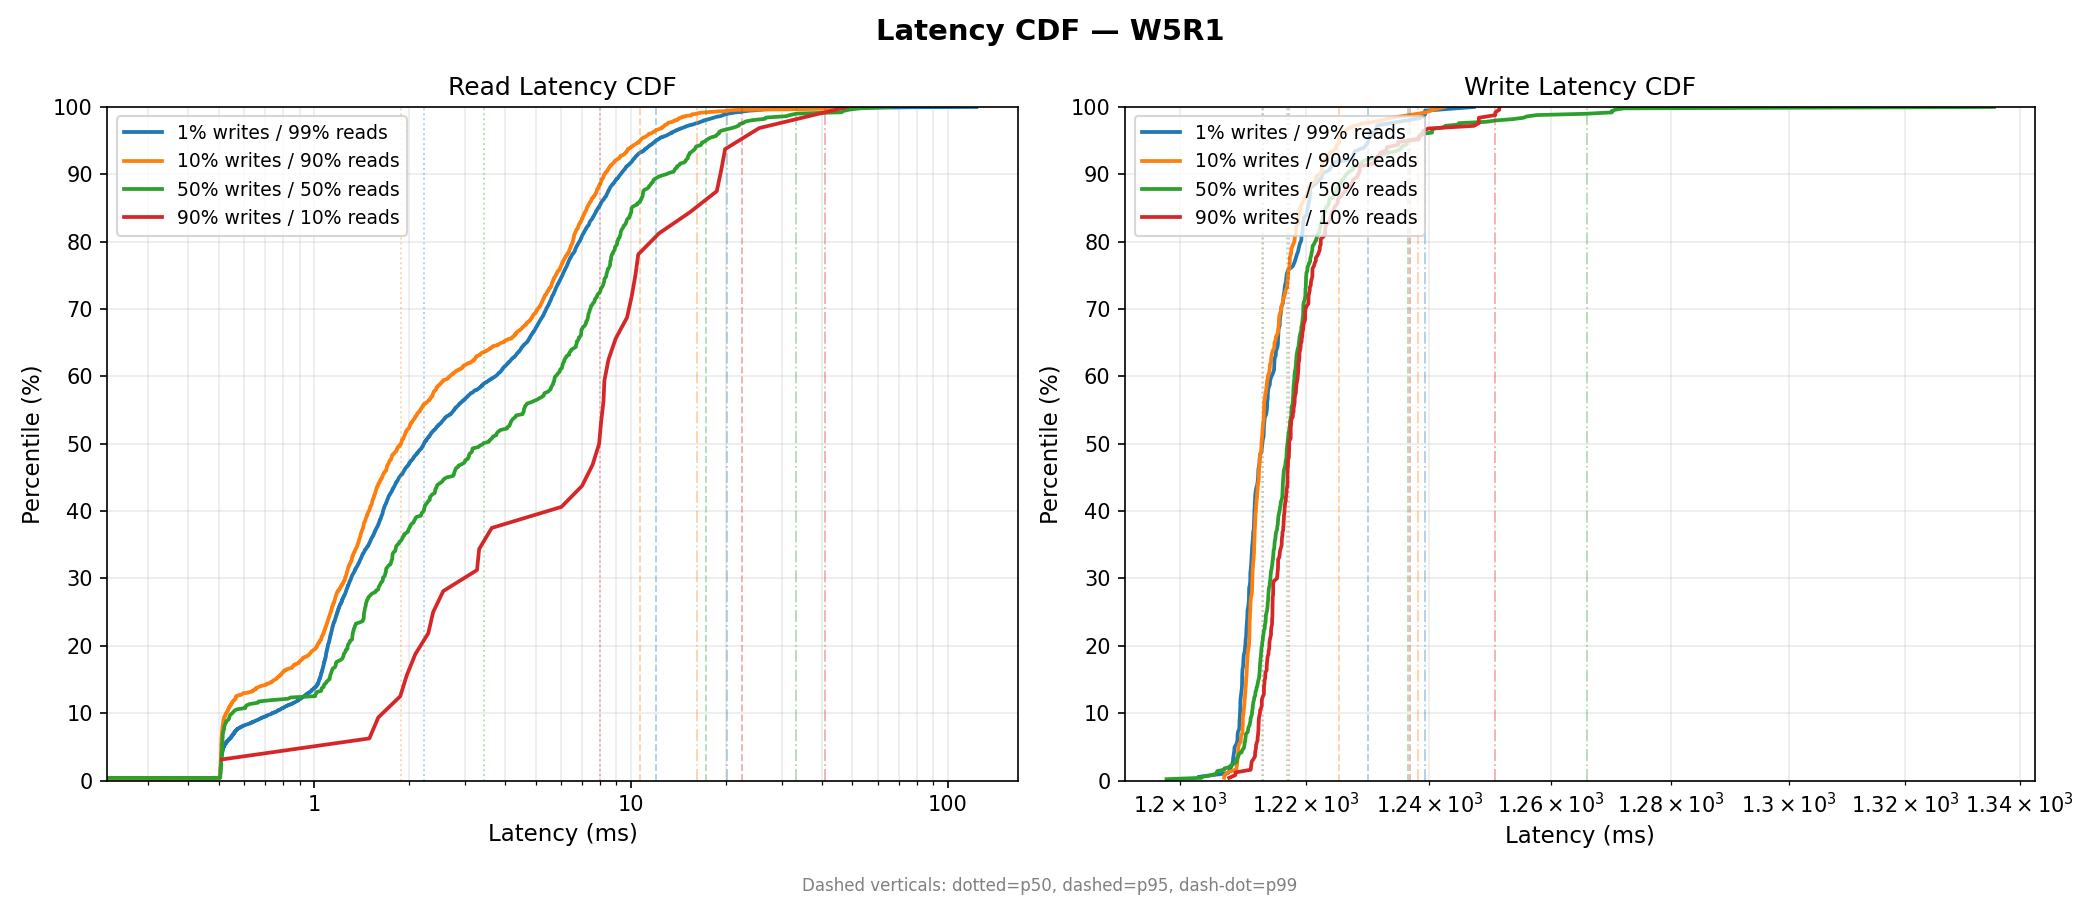 Latency CDF — W5R1
Read Latency CDF
Percentile (%)
100
90
80
70
60
50
40
30
20
10
0
1% writes / 99% reads
10% writes / 90% reads
50% writes / 50% reads
90% writes / 10% reads
1 10 100
Latency (ms)
Write Latency CDF
Percentile (%)
100
90
80
70
60
50
40
30
20
10
0
1% writes / 99% reads
10% writes / 90% reads
50% writes / 50% reads
90% writes / 10% reads
1.2 × 10³ 1.22 × 10³ 1.24 × 10³ 1.26 × 10³ 1.28 × 10³ 1.3 × 10³ 1.32 × 10³ 1.34 × 10³
Latency (ms)
Dashed verticals: dotted=p50, dashed=p95, dash-dot=p99